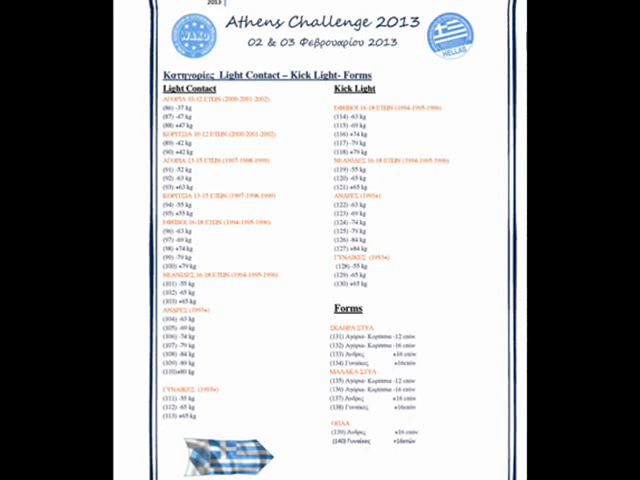 2013
Athens Challenge 2013
02 & 03 Φεβρουαρίου 2013
WAKO
HELLAS
Κατηγορίες Light Contact – Kick Light- Forms
Light Contact
ΑΓΟΡΙΑ 10-12 ΕΤΩΝ (2000-2001-2002)
(86) -37 kg
(87) -47 kg
(88) +47 kg
ΚΟΡΙΤΣΙΑ 10-12 ΕΤΩΝ (2000-2001-2002)
(89) -42 kg
(90) +42 kg
ΑΓΟΡΙΑ 13-15 ΕΤΩΝ (1997-1998-1999)
(91) -52 kg
(92) -63 kg
(93) +63 kg
ΚΟΡΙΤΣΙΑ 13-15 ΕΤΩΝ (1997-1998-1999)
(94) -55 kg
(95) +55 kg
ΕΦΗΒΟΙ 16-18 ΕΤΩΝ (1994-1995-1996)
(96) -63 kg
(97) -69 kg
(98) +74 kg
(99) -79 kg
(100) +79 kg
ΝΕΑΝΙΔΕΣ 16-18 ΕΤΩΝ (1994-1995-1996)
(101) -55 kg
(102) -65 kg
(103) +65 kg
ΑΝΔΡΕΣ (1993+)
(104) -63 kg
(105) -69 kg
(106) -74 kg
(107) -79 kg
(108) -84 kg
(109) -89 kg
(110)+89 kg
ΓΥΝΑΙΚΕΣ (1993+)
(111) -55 kg
(112) -65 kg
(113) +65 kg
Kick Light
ΕΦΗΒΟΙ 16-18 ΕΤΩΝ (1994-1995-1996)
(114) -63 kg
(115) -69 kg
(116) +74 kg
(117) -79 kg
(118) +79 kg
ΝΕΑΝΙΔΕΣ 16-18 ΕΤΩΝ (1994-1995-1996)
(119) -55 kg
(120) -65 kg
(121) +65 kg
ΑΝΔΡΕΣ (1993+)
(122) -63 kg
(123) -69 kg
(124) -74 kg
(125) -79 kg
(126) -84 kg
(127) +84 kg
ΓΥΝΑΙΚΕΣ (1993+)
(128) -55 kg
(129) -65 kg
(130) +65 kg
Forms
ΣΚΛΗΡΑ ΣΤΥΛ
(131) Αγόρια- Κορίτσια -12 ετών
(132) Αγόρια- Κορίτσια -16 ετών
(133) Άνδρες +16 ετών
(134) Γυναίκες +16ετών
ΜΑΛΑΚΑ ΣΤΥΛ
(135) Αγόρια- Κορίτσια -12 ετών
(136) Αγόρια- Κορίτσια -16 ετών
(137) Άνδρες +16 ετών
(138) Γυναίκες +16ετών
ΟΠΛΑ
(139) Άνδρες +16 ετών
(140) Γυναίκες +16ετών